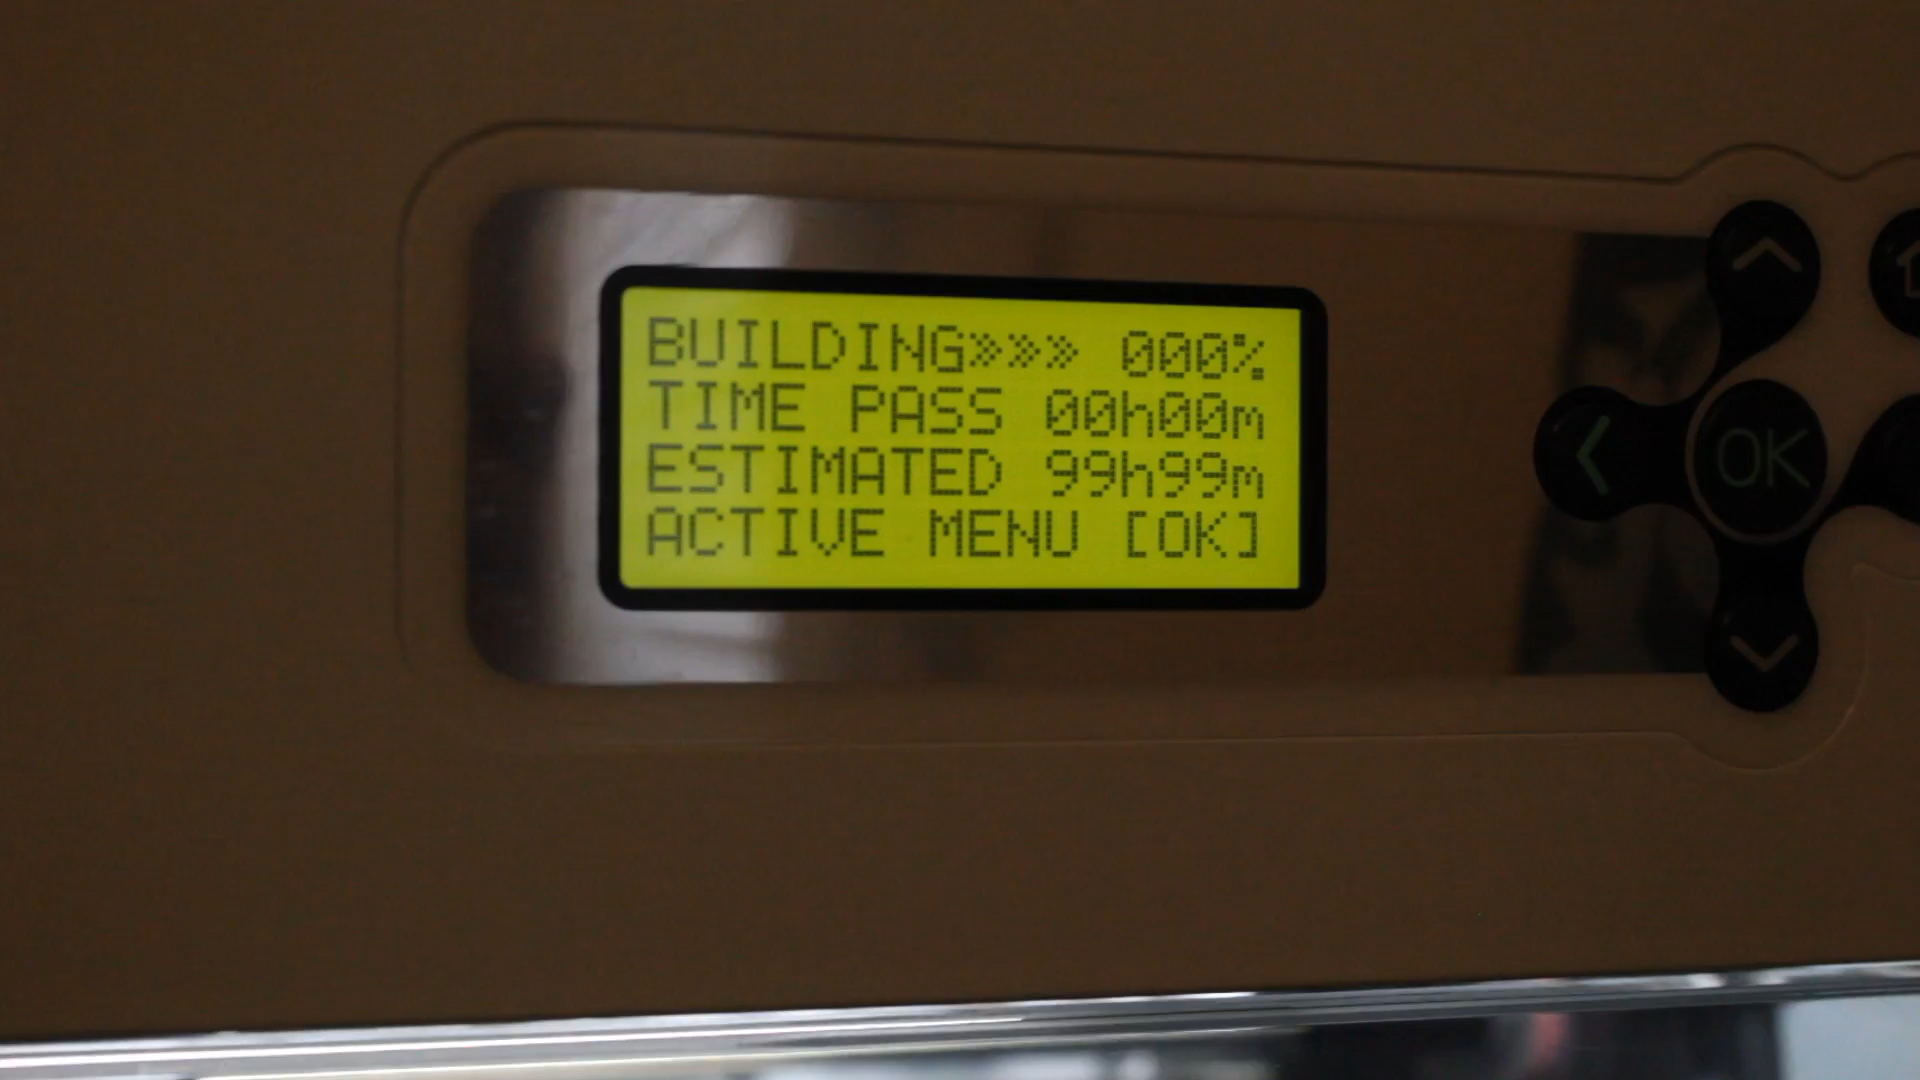 BUILDING»»» 000%
TIME PASS 00h00m
ESTIMATED 99h99m
ACTIVE MENU [OK]
OK